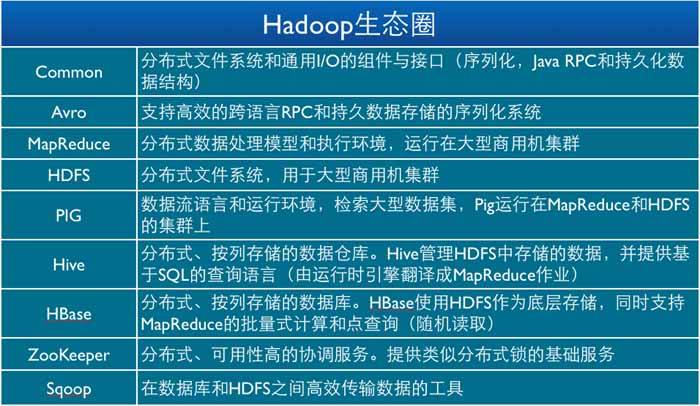 Hadoop生态圈
Common
分布式文件系统和通用I/O的组件与接口（序列化，Java RPC和持久化数
据结构）
Avro
支持高效的跨语言RPC和持久数据存储的序列化系统
MapReduce
分布式数据处理模型和执行环境，运行在大型商用机集群
HDFS
分布式文件系统，用于大型商用机集群
PIG
数据流语言和运行环境，检索大型数据集，Pig运行在MapReduce和HDFS
的集群上
Hive
分布式、按列存储的数据仓库。Hive管理HDFS中存储的数据，并提供基
于SQL的查询语言（由运行时引擎翻译成MapReduce作业）
HBase
分布式、按列存储的数据库。HBase使用HDFS作为底层存储，同时支持
MapReduce的批量式计算和点查询（随机读取）
ZooKeeper
分布式、可用性高的协调服务。提供类似分布式锁的基础服务
Sqoop
在数据库和HDFS之间高效传输数据的工具